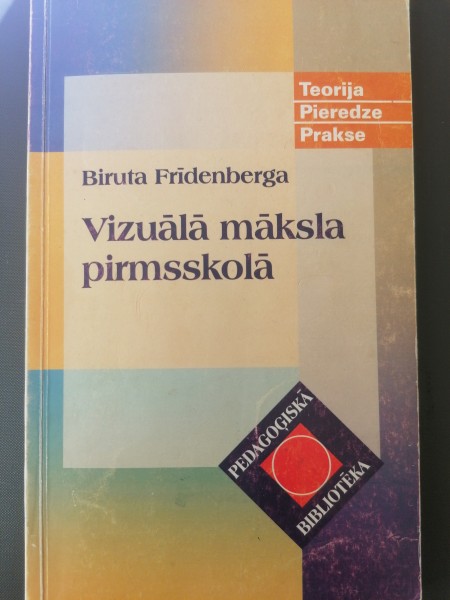 Teorija
Pieredze
Prakse
Biruta Frīdenberga
Vizuālā māksla
pirmsskolā
PEDAGOĢISKĀ
BIBLIOTĒKA